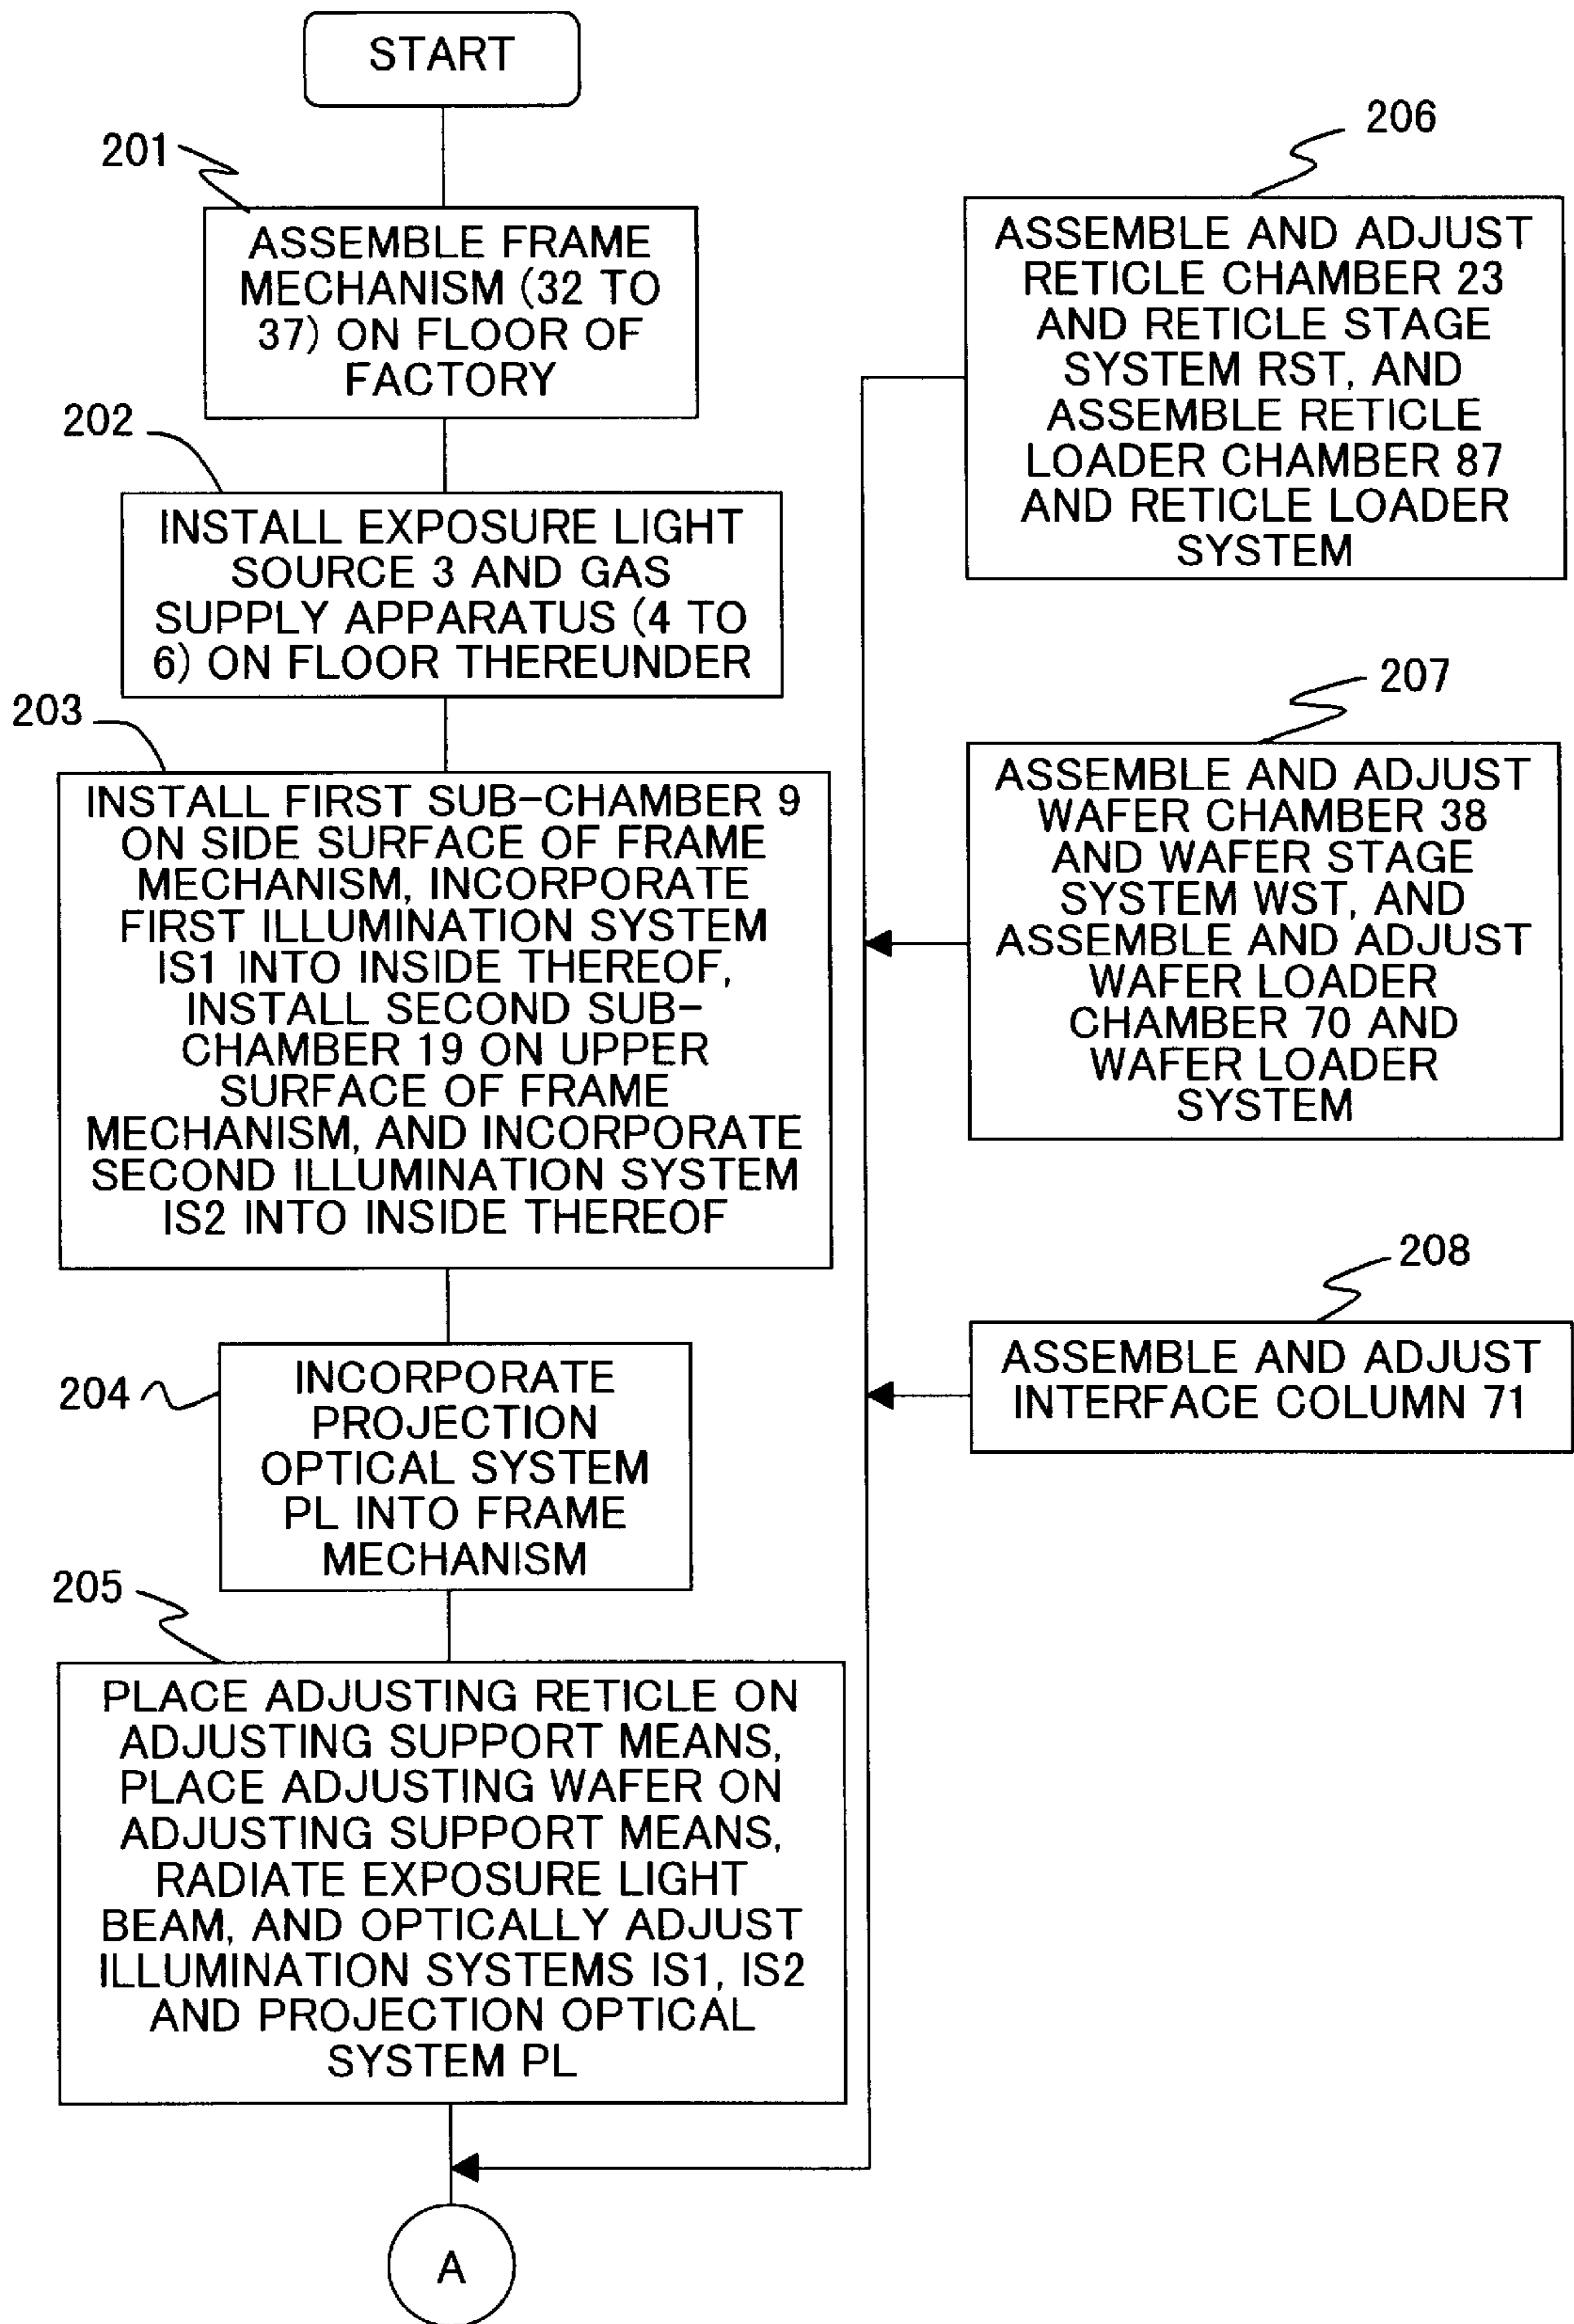 START
201
ASSEMBLE FRAME
MECHANISM (32 TO
37) ON FLOOR OF
FACTORY
202
INSTALL EXPOSURE LIGHT
SOURCE 3 AND GAS
SUPPLY APPARATUS (4 TO
6) ON FLOOR THEREUNDER
203
INSTALL FIRST SUB-CHAMBER 9
ON SIDE SURFACE OF FRAME
MECHANISM, INCORPORATE
FIRST ILLUMINATION SYSTEM
IS1 INTO INSIDE THEREOF,
INSTALL SECOND SUB-
CHAMBER 19 ON UPPER
SURFACE OF FRAME
MECHANISM, AND INCORPORATE
SECOND ILLUMINATION SYSTEM
IS2 INTO INSIDE THEREOF
204
INCORPORATE
PROJECTION
OPTICAL SYSTEM
PL INTO FRAME
MECHANISM
205
PLACE ADJUSTING RETICLE ON
ADJUSTING SUPPORT MEANS,
PLACE ADJUSTING WAFER ON
ADJUSTING SUPPORT MEANS,
RADIATE EXPOSURE LIGHT
BEAM, AND OPTICALLY ADJUST
ILLUMINATION SYSTEMS IS1, IS2
AND PROJECTION OPTICAL
SYSTEM PL
A
206
ASSEMBLE AND ADJUST
RETICLE CHAMBER 23
AND RETICLE STAGE
SYSTEM RST, AND
ASSEMBLE RETICLE
LOADER CHAMBER 87
AND RETICLE LOADER
SYSTEM
207
ASSEMBLE AND ADJUST
WAFER CHAMBER 38
AND WAFER STAGE
SYSTEM WST, AND
ASSEMBLE AND ADJUST
WAFER LOADER
CHAMBER 70 AND
WAFER LOADER
SYSTEM
208
ASSEMBLE AND ADJUST
INTERFACE COLUMN 71